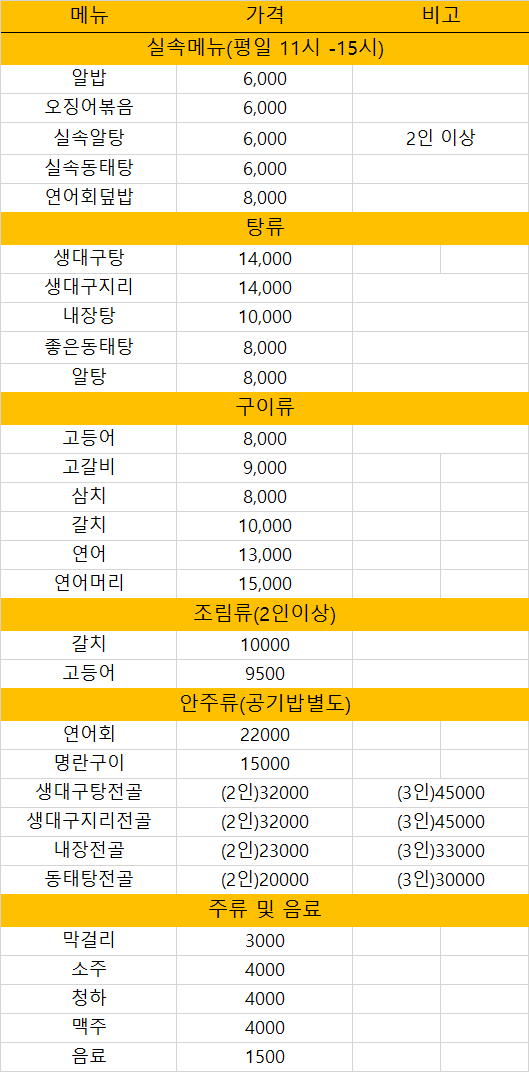 메뉴 가격 비고
실속메뉴(평일 11시 -15시)
알밥 6,000
오징어볶음 6,000
실속알탕 6,000 2인 이상
실속동태탕 6,000
연어회덮밥 8,000
탕류
생대구탕 14,000
생대구지리 14,000
내장탕 10,000
좋은동태탕 8,000
알탕 8,000
구이류
고등어 8,000
고갈비 9,000
삼치 8,000
갈치 10,000
연어 13,000
연어머리 15,000
조림류(2인이상)
갈치 10000
고등어 9500
안주류(공기밥별도)
연어회 22000
명란구이 15000
생대구탕전골 (2인)32000 (3인)45000
생대구지리전골 (2인)32000 (3인)45000
내장전골 (2인)23000 (3인)33000
동태탕전골 (2인)20000 (3인)30000
주류 및 음료
막걸리 3000
소주 4000
청하 4000
맥주 4000
음료 1500